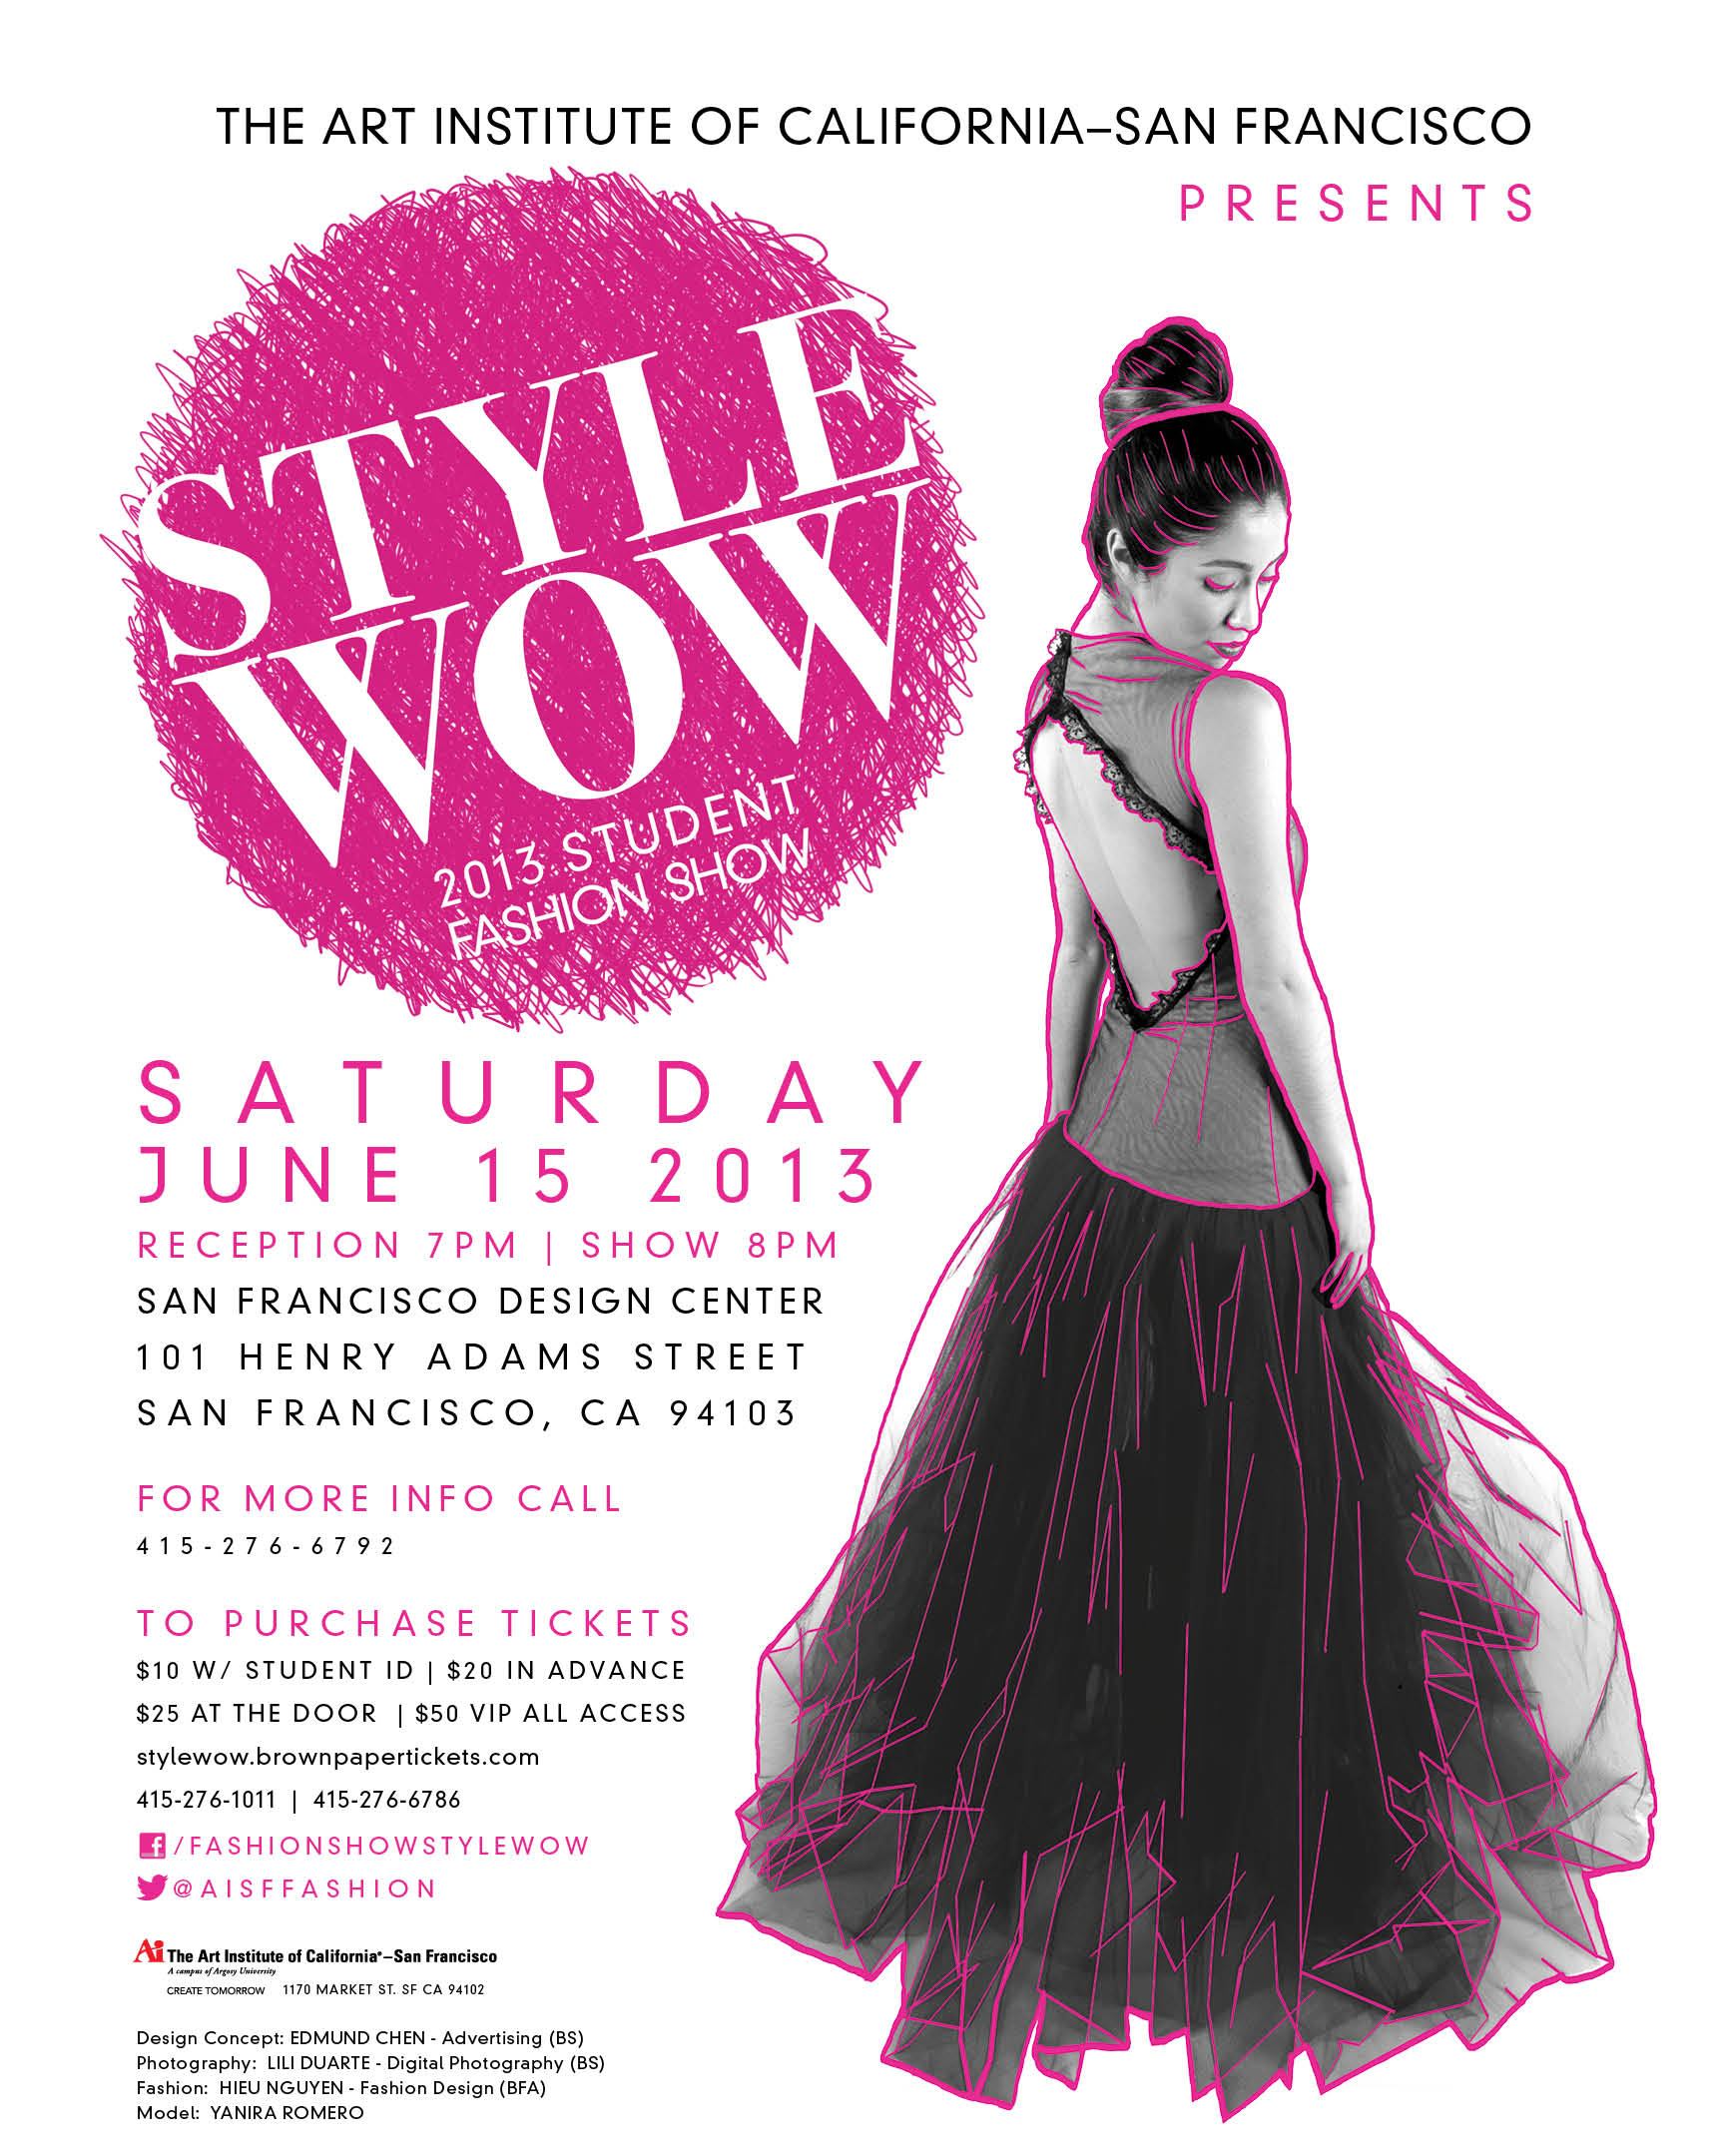 THE ART INSTITUTE OF CALIFORNIA–SAN FRANCISCO
PRESENTS
STYLE
WOW
2013 STUDENT
FASHION SHOW
SATURDAY
JUNE 15 2013
RECEPTION 7PM | SHOW 8PM
SAN FRANCISCO DESIGN CENTER
101 HENRY ADAMS STREET
SAN FRANCISCO, CA 94103
FOR MORE INFO CALL
415-276-6792
TO PURCHASE TICKETS
$10 W/ STUDENT ID | $20 IN ADVANCE
$25 AT THE DOOR | $50 VIP ALL ACCESS
stylewow.brownpapertickets.com
415-276-1011 | 415-276-6786
f /FASHIONSHOWSTYLEWOW
@AISFFASHION
Ai The Art Institute of California®–San Francisco
A campus of Argosy University
CREATE TOMORROW 1170 MARKET ST. SF CA 94102
Design Concept: EDMUND CHEN - Advertising (BS)
Photography: LILI DUARTE - Digital Photography (BS)
Fashion: HIEU NGUYEN - Fashion Design (BFA)
Model: YANIRA ROMERO